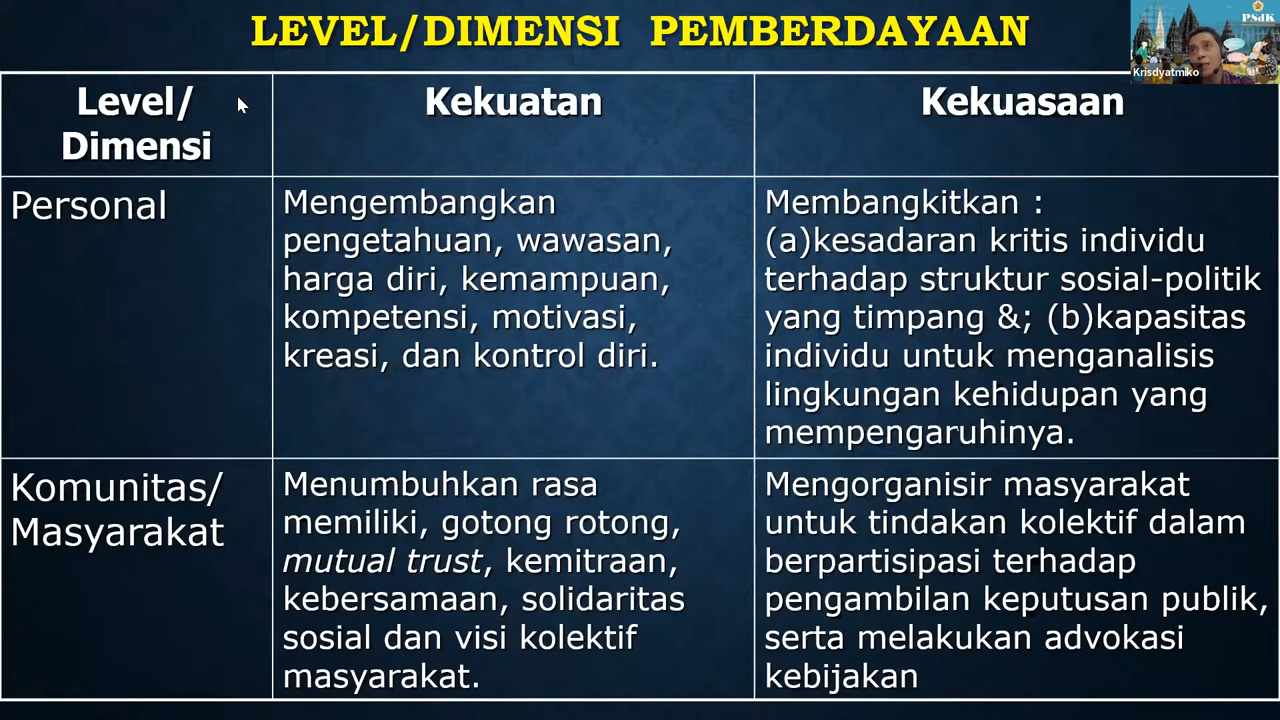 LEVEL/DIMENSI PEMBERDAYAAN
PSdK
Krisdyatmiko
Level/
Dimensi
Kekuatan
Kekuasaan
Personal
Mengembangkan
pengetahuan, wawasan,
harga diri, kemampuan,
kompetensi, motivasi,
kreasi, dan kontrol diri.
Membangkitkan :
(a)kesadaran kritis individu
terhadap struktur sosial-politik
yang timpang &; (b)kapasitas
individu untuk menganalisis
lingkungan kehidupan yang
mempengaruhinya.
Komunitas/
Masyarakat
Menumbuhkan rasa
memiliki, gotong rotong,
mutual trust, kemitraan,
kebersamaan, solidaritas
sosial dan visi kolektif
masyarakat.
Mengorganisir masyarakat
untuk tindakan kolektif dalam
berpartisipasi terhadap
pengambilan keputusan publik,
serta melakukan advokasi
kebijakan